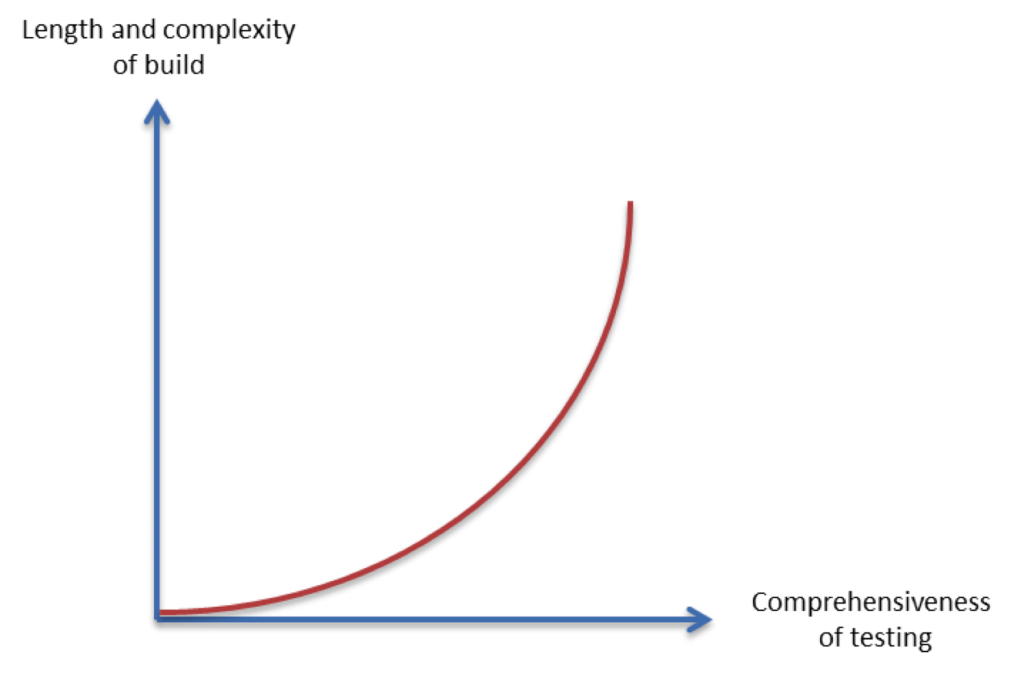 Length and complexity
of build
Comprehensiveness
of testing